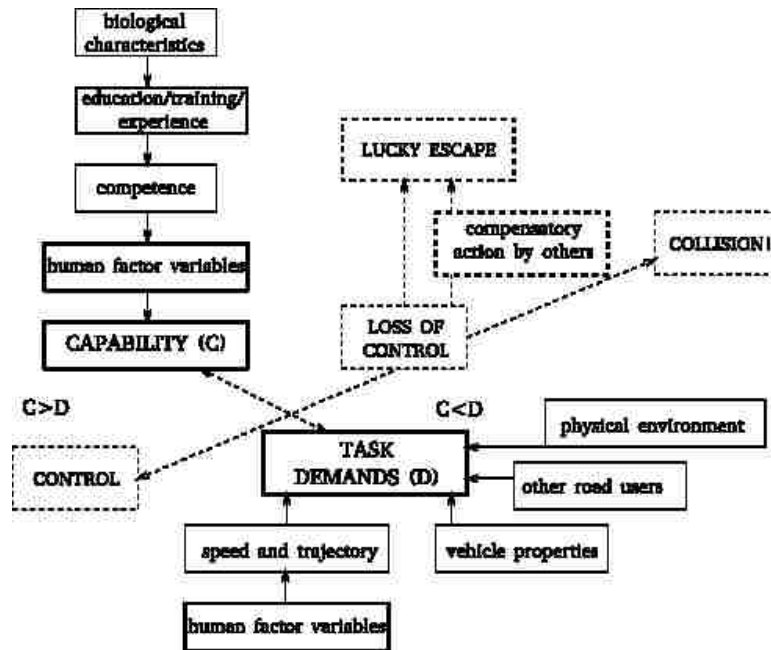 biological
characteristics
education/training/
experience
LUCKY ESCAPE
competence
compensatory
action by others
COLLISION!
human factor variables
LOSS OF
CONTROL
CAPABILITY (C)
C>D
C<D
physical environment
TASK
DEMANDS (D)
CONTROL
other road users
speed and trajectory
vehicle properties
human factor variables